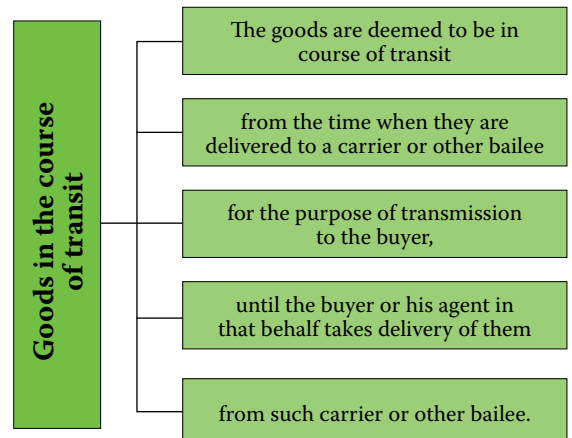 Goods in the course
of transit
The goods are deemed to be in
course of transit
from the time when they are
delivered to a carrier or other bailee
for the purpose of transmission
to the buyer,
until the buyer or his agent in
that behalf takes delivery of them
from such carrier or other bailee.